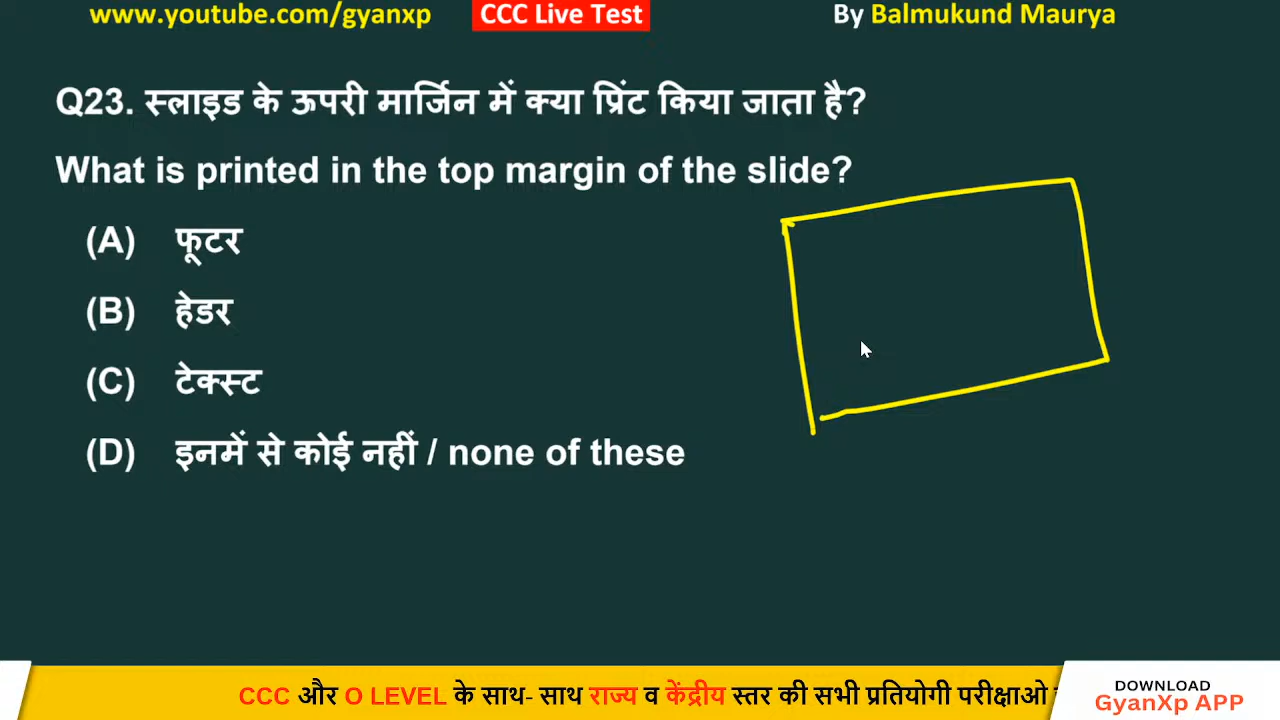 www.youtube.com/gyanxp CCC Live Test By Balmukund Maurya
Q23. स्लाइड के ऊपरी मार्जिन में क्या प्रिंट किया जाता है?
What is printed in the top margin of the slide?
(A) फूटर
(B) हेडर
(C) टेक्स्ट
(D) इनमें से कोई नहीं / none of these
CCC और O LEVEL के साथ- साथ राज्य व केंद्रीय स्तर की सभी प्रतियोगी परीक्षाओ
DOWNLOAD
GyanXp APP